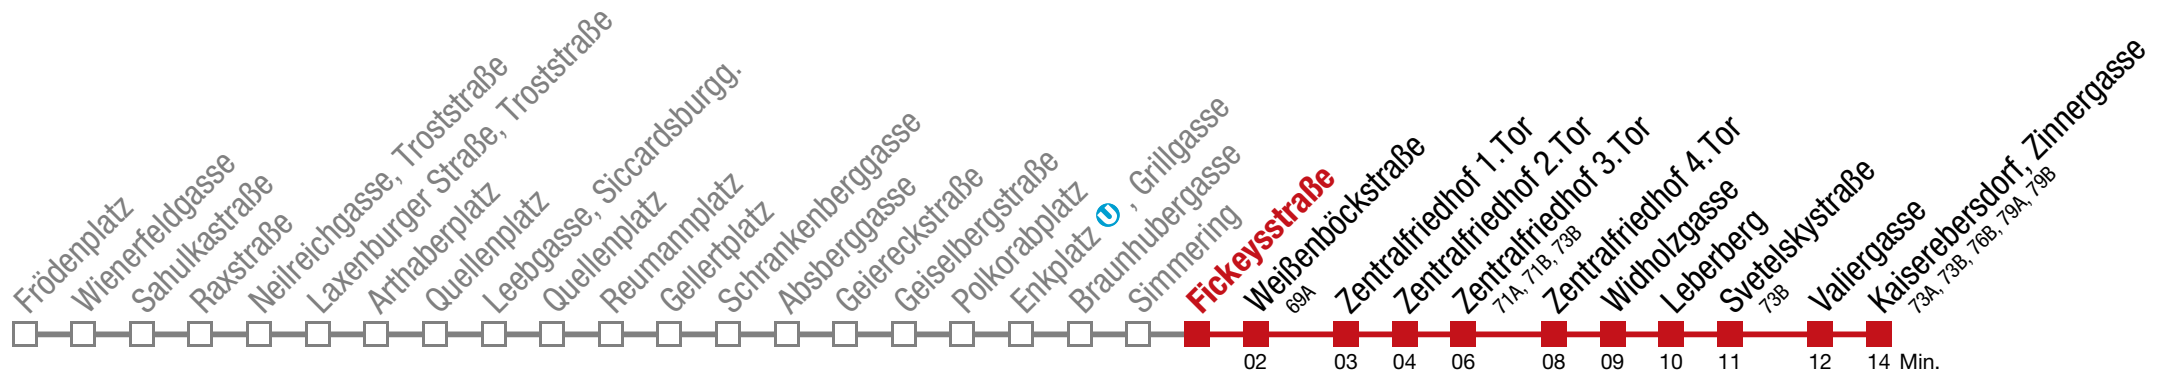 Frödenplatz
Wienerfeldgasse
Sahulkastraße
Raxstraße
Neilreichgasse, Troststraße
Laxenburger Straße, Troststraße
Arthaberplatz
Quellenplatz
Leebgasse, Siccardsburgg.
Quellenplatz
Reumannplatz
Gellertplatz
Schrankenberggasse
Absberggasse
Geiereckstraße
Geiselbergstraße
Polkorabplatz
Enkplatz U, Grillgasse
Braunhubergasse
Simmering
Fickeysstraße
Weißenböckstraße
69A
Zentralfriedhof 1.Tor
Zentralfriedhof 2.Tor
Zentralfriedhof 3.Tor
71A, 71B, 73B
Zentralfriedhof 4.Tor
Widholzgasse
Leberberg
Svetelskystraße
73B
Valiergasse
Kaiserebersdorf, Zinnergasse
73A, 73B, 76B, 79A, 79B
02 03 04 06 08 09 10 11 12 14 Min.